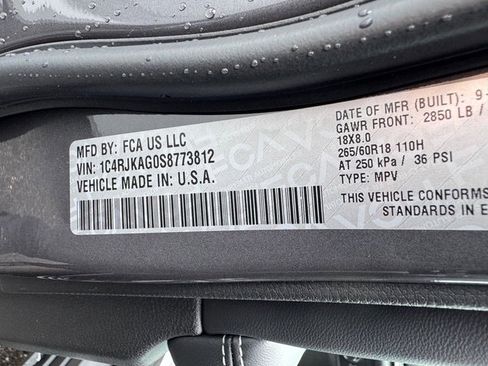 MFD BY: FCA US LLC
VIN: 1C4RJKAG0S8773812
VEHICLE MADE IN: U.S.A.
DATE OF MFR (BUILT): 9-
GAWR FRONT: 2850 LB /
18X8.0
265/60R18 110H
AT 250 kPa / 36 PSI
TYPE: MPV
THIS VEHICLE CONFORMS
STANDARDS IN E